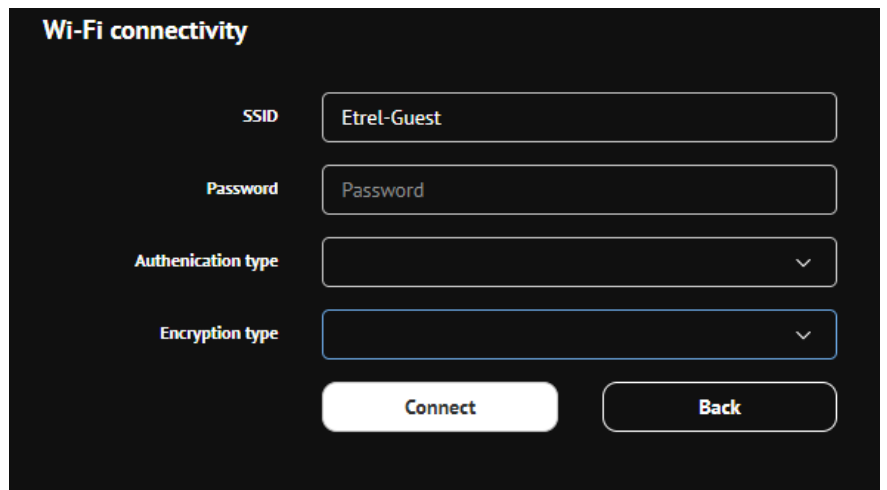 Wi-Fi connectivity
SSID
Etrel-Guest
Password
Password
Authenication type
Encryption type
Connect
Back